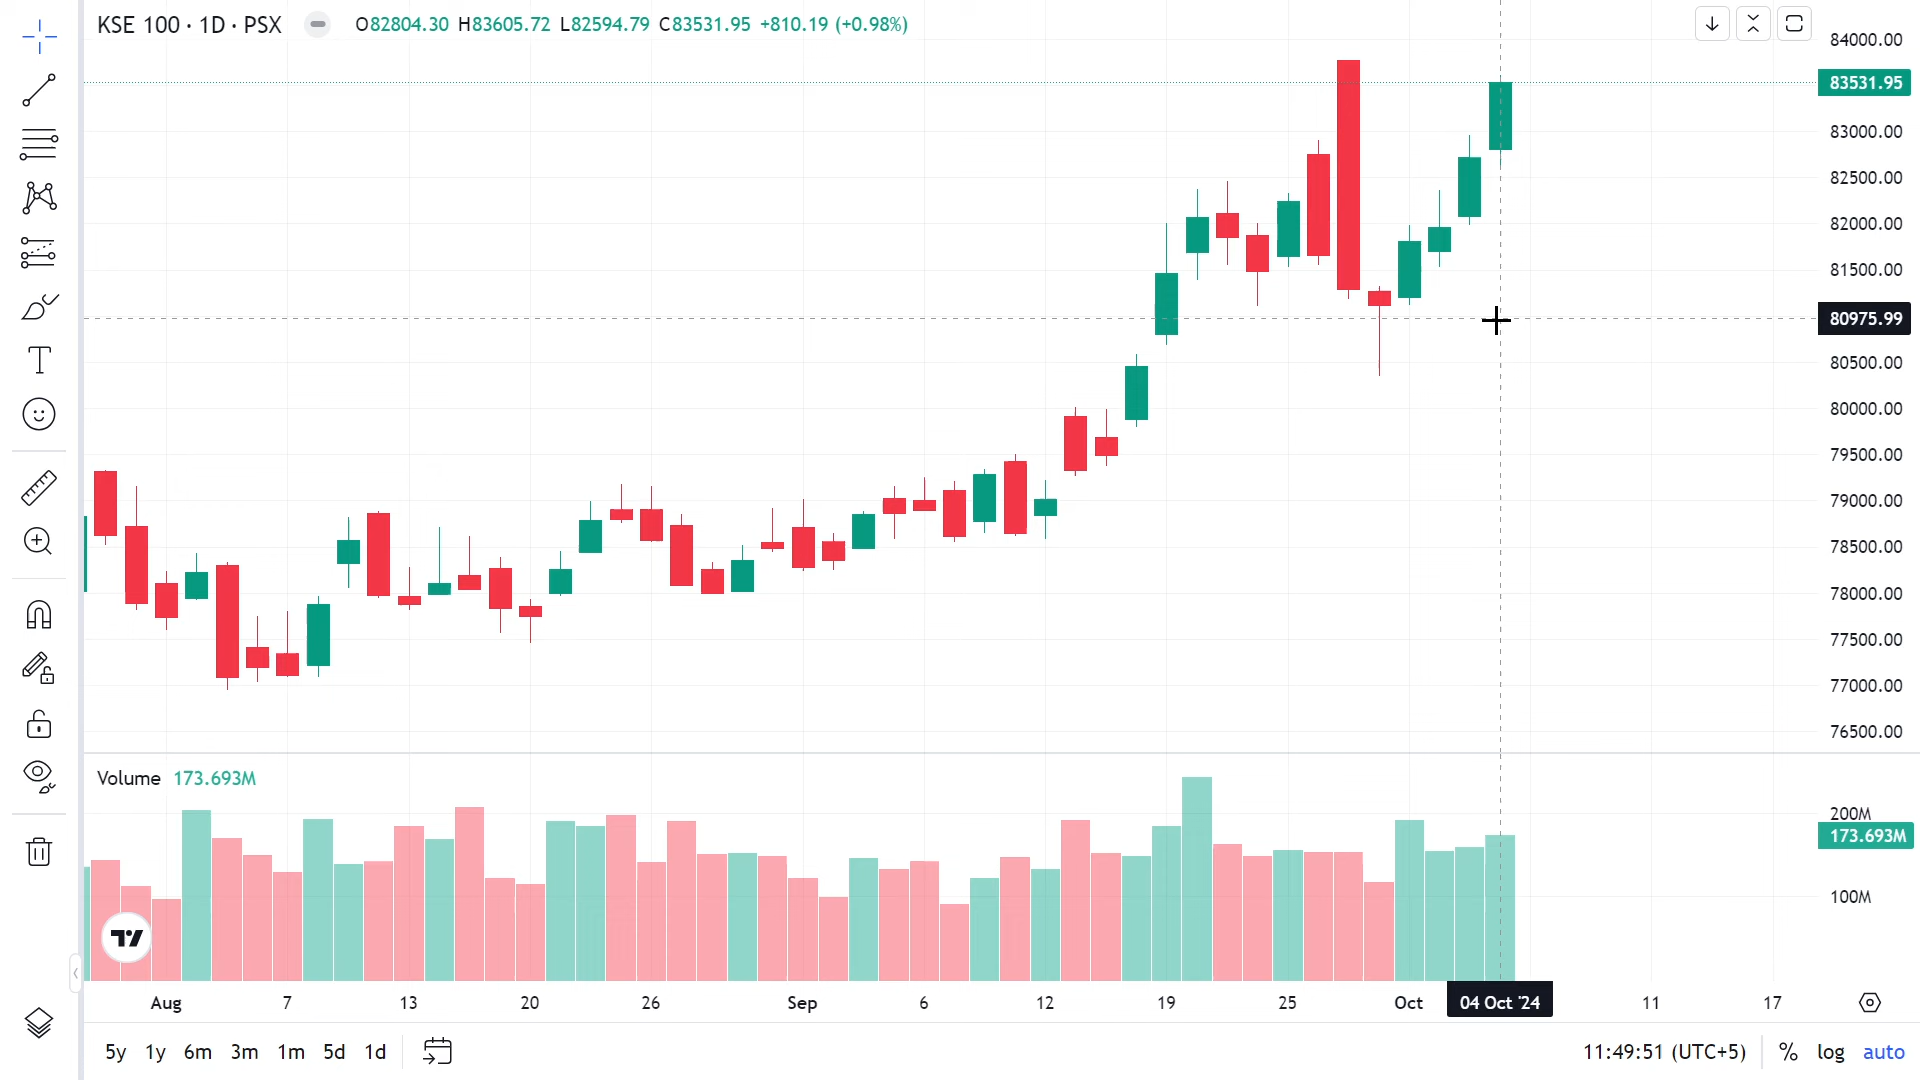 KSE 100 · 1D · PSX O82804.30 H83605.72 L82594.79 C83531.95 +810.19 (+0.98%)
84000.00
83531.95
83000.00
82500.00
82000.00
81500.00
80975.99
80500.00
80000.00
79500.00
79000.00
78500.00
78000.00
77500.00
77000.00
76500.00
Volume 173.693M
200M
173.693M
100M
Aug 7 13 20 26 Sep 6 12 19 25 Oct 04 Oct '24 11 17
5y 1y 6m 3m 1m 5d 1d 11:49:51 (UTC+5) % log auto